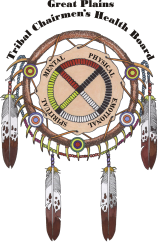 Great Plains
Tribal Chairmen's Health Board
MENTAL
PHYSICAL
SPIRITUAL
EMOTIONAL